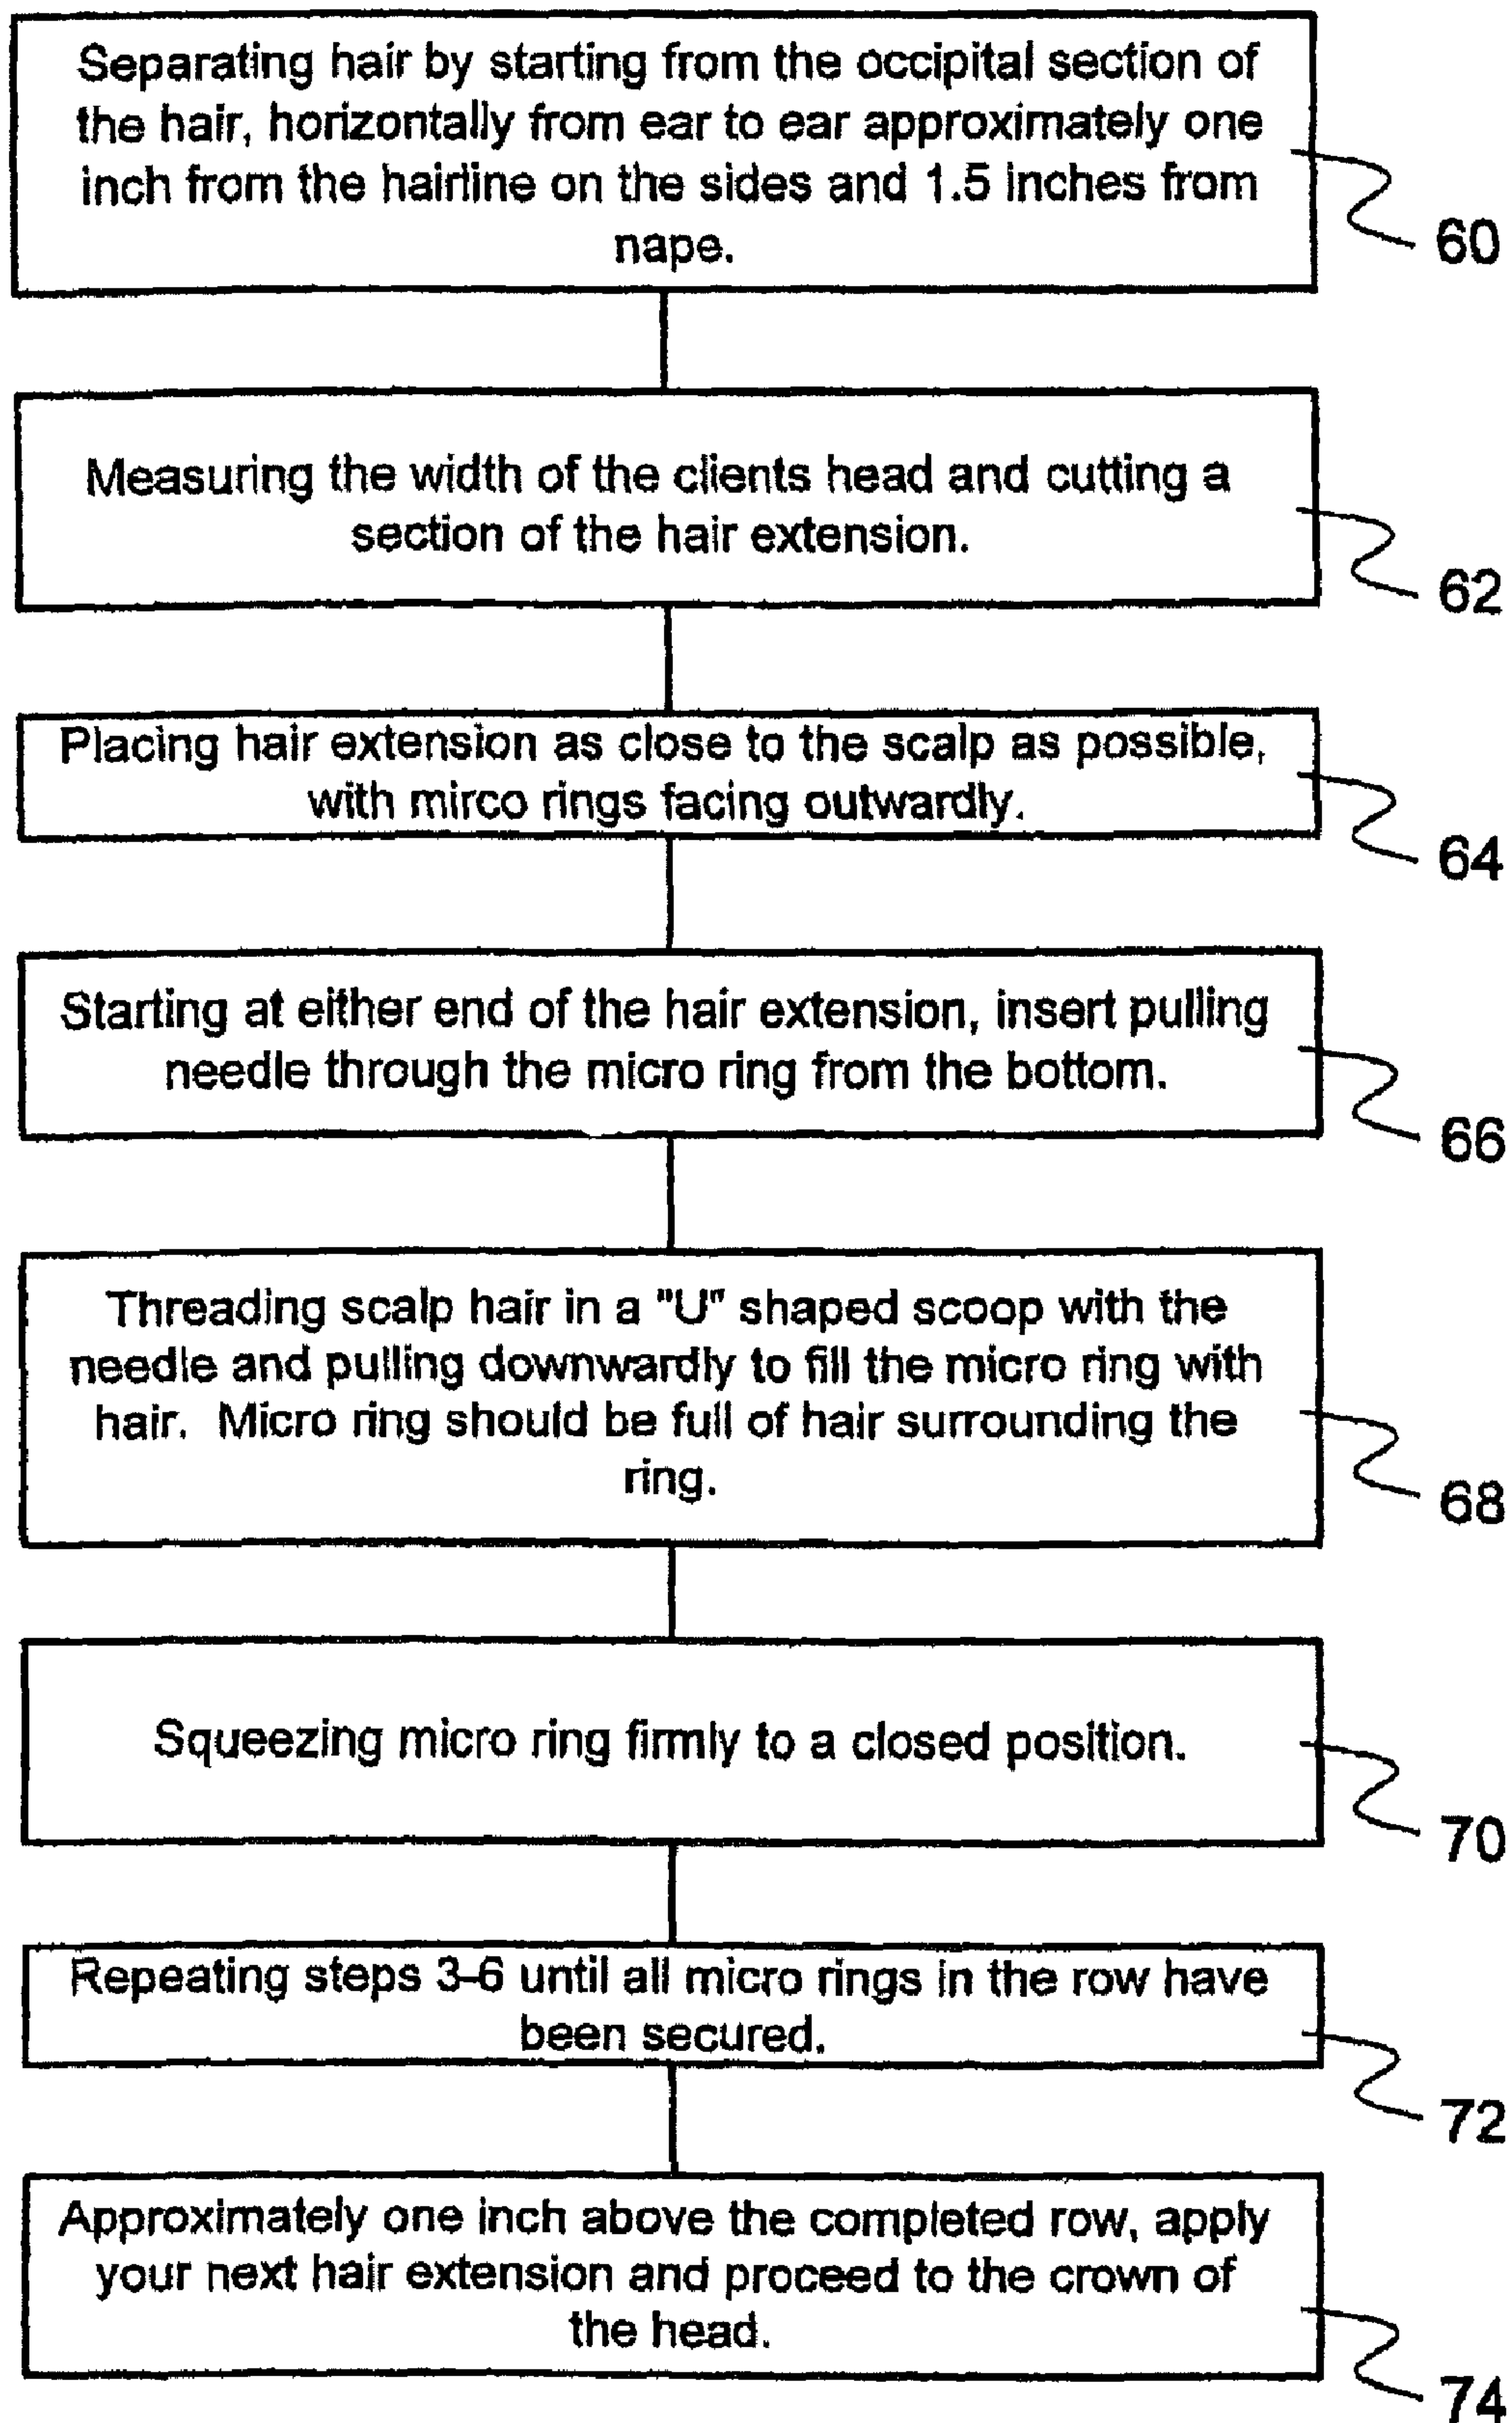 Separating hair by starting from the occipital section of
the hair, horizontally from ear to ear approximately one
inch from the hairline on the sides and 1.5 inches from
nape.
60
Measuring the width of the clients head and cutting a
section of the hair extension.
62
Placing hair extension as close to the scalp as possible,
with mirco rings facing outwardly.
64
Starting at either end of the hair extension, insert pulling
needle through the micro ring from the bottom.
66
Threading scalp hair in a "U" shaped scoop with the
needle and pulling downwardly to fill the micro ring with
hair. Micro ring should be full of hair surrounding the
ring.
68
Squeezing micro ring firmly to a closed position.
70
Repeating steps 3-6 until all micro rings in the row have
been secured.
72
Approximately one inch above the completed row, apply
your next hair extension and proceed to the crown of
the head.
74